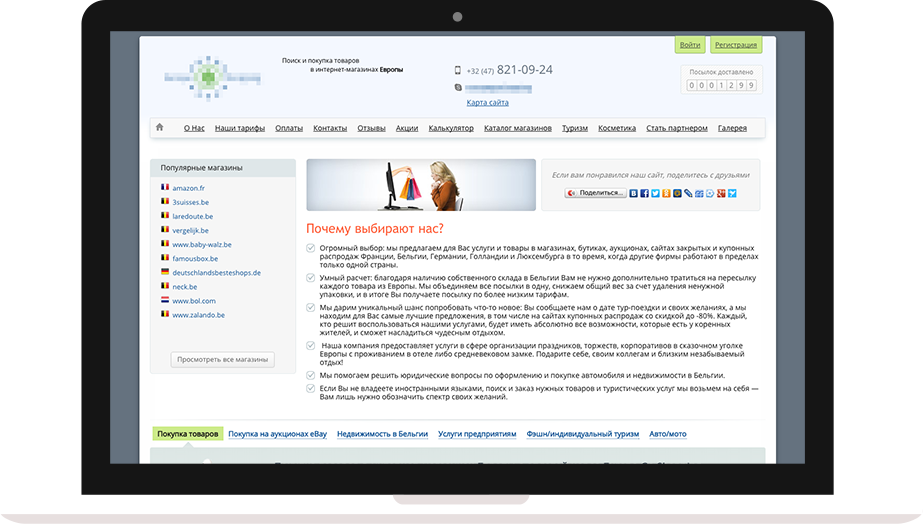 Войти
Регистрация
Поиск и покупка товаров
в интернет-магазинах Европы
+32 (47) 821-09-24
Карта сайта
Посылок доставлено
0001299
О Нас
Наши тарифы
Оплаты
Контакты
Отзывы
Акции
Калькулятор
Каталог магазинов
Туризм
Косметика
Стать партнером
Галерея
Популярные магазины
amazon.fr
3suisses.be
laredoute.be
vergelijk.be
www.baby-walz.be
famousbox.be
deutschlandsbesteshops.de
neck.be
www.bol.com
www.zalando.be
Просмотреть все магазины
Если вам понравился наш сайт, поделитесь с друзьями
Поделиться...
Почему выбирают нас?
Огромный выбор: мы предлагаем для Вас услуги и товары в магазинах, бутиках, аукционах, сайтах закрытых и купонных
распродаж Франции, Бельгии, Германии, Голландии и Люксембурга в то время, когда другие фирмы работают в пределах
только одной страны.
Умный расчет: благодаря наличию собственного склада в Бельгии Вам не нужно дополнительно тратиться на пересылку
каждого товара из Европы. Мы объединяем все посылки в одну, снижаем общий вес за счет удаления ненужной
упаковки, и в итоге Вы получаете посылку по более низким тарифам.
Мы дарим уникальный шанс попробовать что-то новое: Вы сообщаете нам о дате тур-поездки и своих желаниях, а мы
находим для Вас самые лучшие предложения, в том числе на сайтах купонных распродаж со скидкой до -80%. Каждый,
кто решит воспользоваться нашими услугами, будет иметь абсолютно все возможности, которые есть у коренных
жителей, и сможет насладиться чудесным отдыхом.
Наша компания предоставляет услуги в сфере организации праздников, торжеств, корпоративов в сказочном уголке
Европы с проживанием в отеле либо средневековом замке. Подарите себе, своим коллегам и близким незабываемый
отдых!
Мы помогаем решить юридические вопросы по оформлению и покупке автомобиля и недвижимости в Бельгии.
Если Вы не владеете иностранными языками, поиск и заказ нужных товаров и туристических услуг мы возьмем на себя —
Вам лишь нужно обозначить спектр своих желаний.
Покупка товаров
Покупка на аукционах eBay
Недвижимость в Бельгии
Услуги предприятиям
Фэшн/индивидуальный туризм
Авто/мото